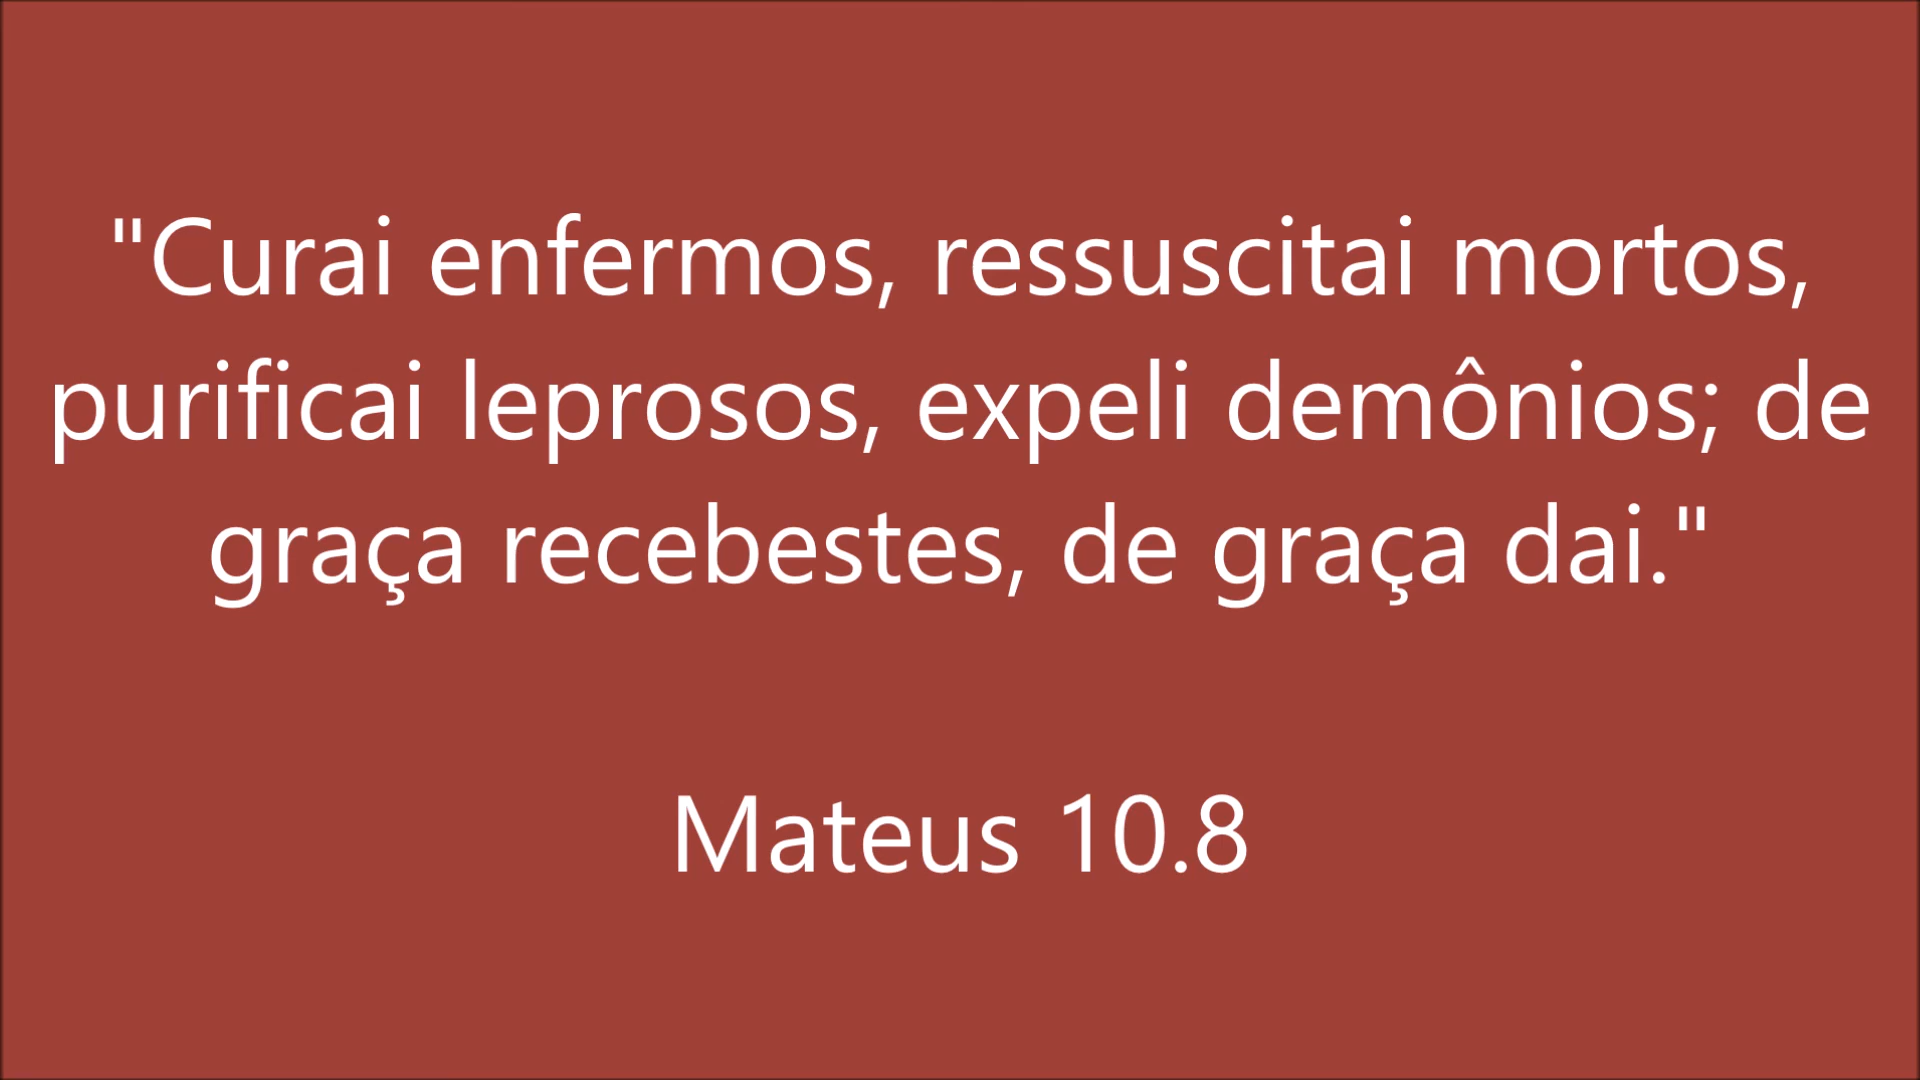 "Curai enfermos, ressuscitai mortos,
purificai leprosos, expeli demônios; de
graça recebestes, de graça dai."
Mateus 10.8